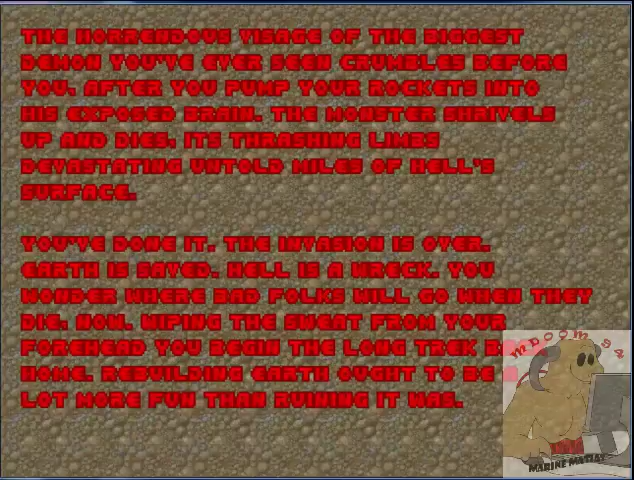 THE HORRENDOUS VISAGE OF THE BIGGEST
DEMON YOU'VE EVER SEEN CRUMBLES BEFORE
YOU, AFTER YOU PUMP YOUR ROCKETS INTO
HIS EXPOSED BRAIN. THE MONSTER SHRIVELS
UP AND DIES, ITS THRASHING LIMBS
DEVASTATING UNTOLD MILES OF HELL'S
SURFACE.
YOU'VE DONE IT. THE INVASION IS OVER.
EARTH IS SAVED. HELL IS A WRECK. YOU
WONDER WHERE BAD FOLKS WILL GO WHEN THEY
DIE, NOW. WIPING THE SWEAT FROM YOUR
FOREHEAD YOU BEGIN THE LONG TREK BACK
HOME. REBUILDING EARTH OUGHT TO BE A
LOT MORE FUN THAN RUINING IT WAS.